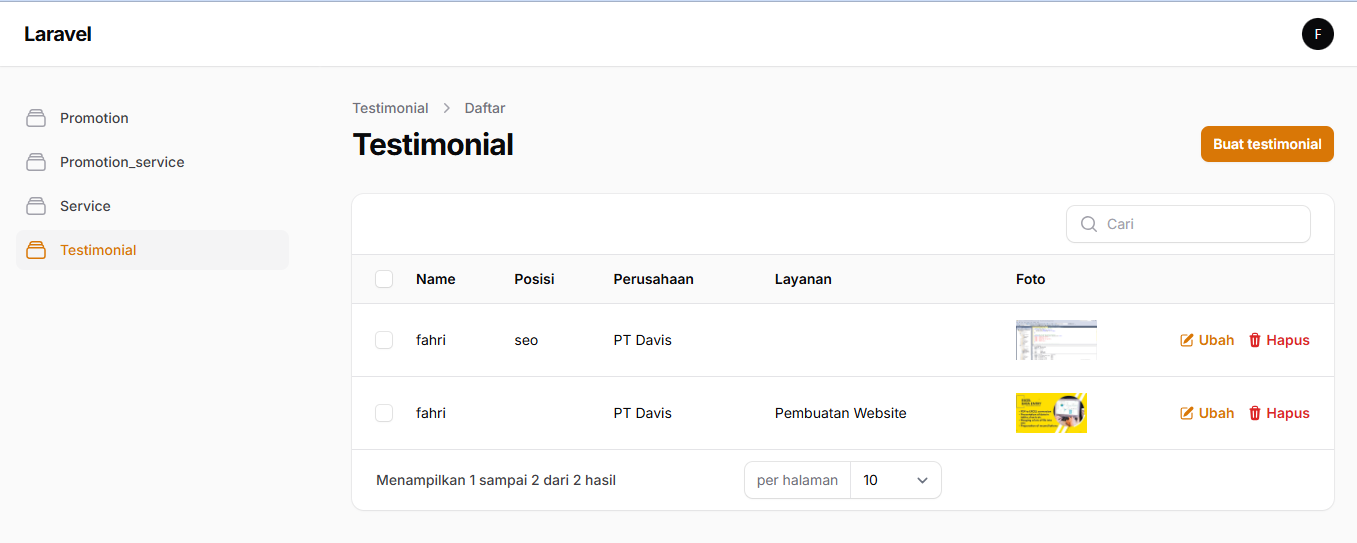 Laravel
F
Promotion
Promotion_service
Service
Testimonial
Testimonial > Daftar
Testimonial
Buat testimonial
Cari
Name Posisi Perusahaan Layanan Foto
fahri seo PT Davis Ubah Hapus
fahri PT Davis Pembuatan Website Ubah Hapus
Menampilkan 1 sampai 2 dari 2 hasil
per halaman 10